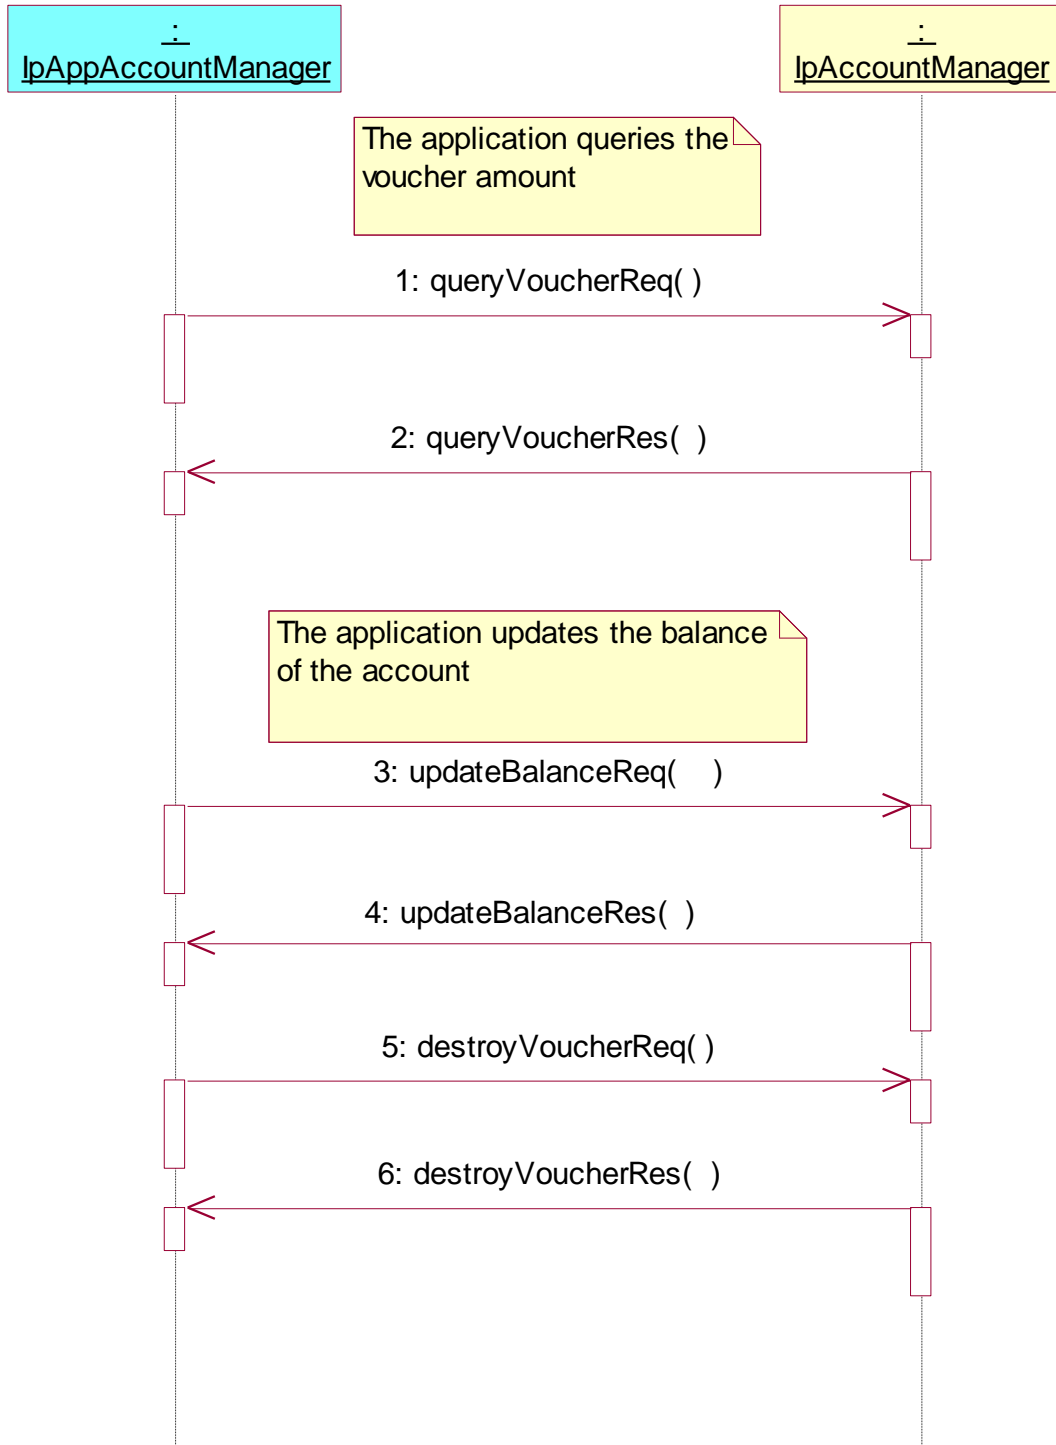 :
IpAppAccountManager
:
IpAccountManager
The application queries the
voucher amount
1: queryVoucherReq( )
2: queryVoucherRes(  )
The application updates the balance
of the account
3: updateBalanceReq(    )
4: updateBalanceRes(  )
5: destroyVoucherReq( )
6: destroyVoucherRes(  )